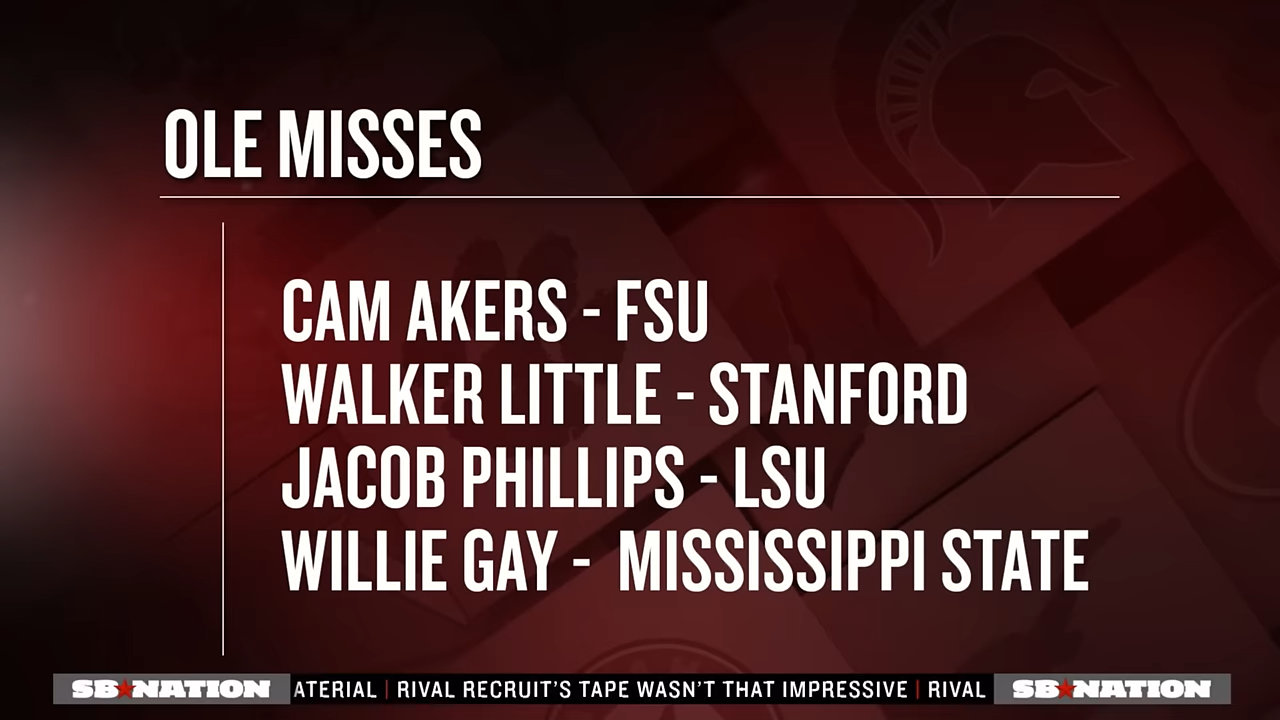 OLE MISSES
CAM AKERS - FSU
WALKER LITTLE - STANFORD
JACOB PHILLIPS - LSU
WILLIE GAY - MISSISSIPPI STATE
SB★NATION ATERIAL | RIVAL RECRUIT'S TAPE WASN'T THAT IMPRESSIVE | RIVAL SB★NATION